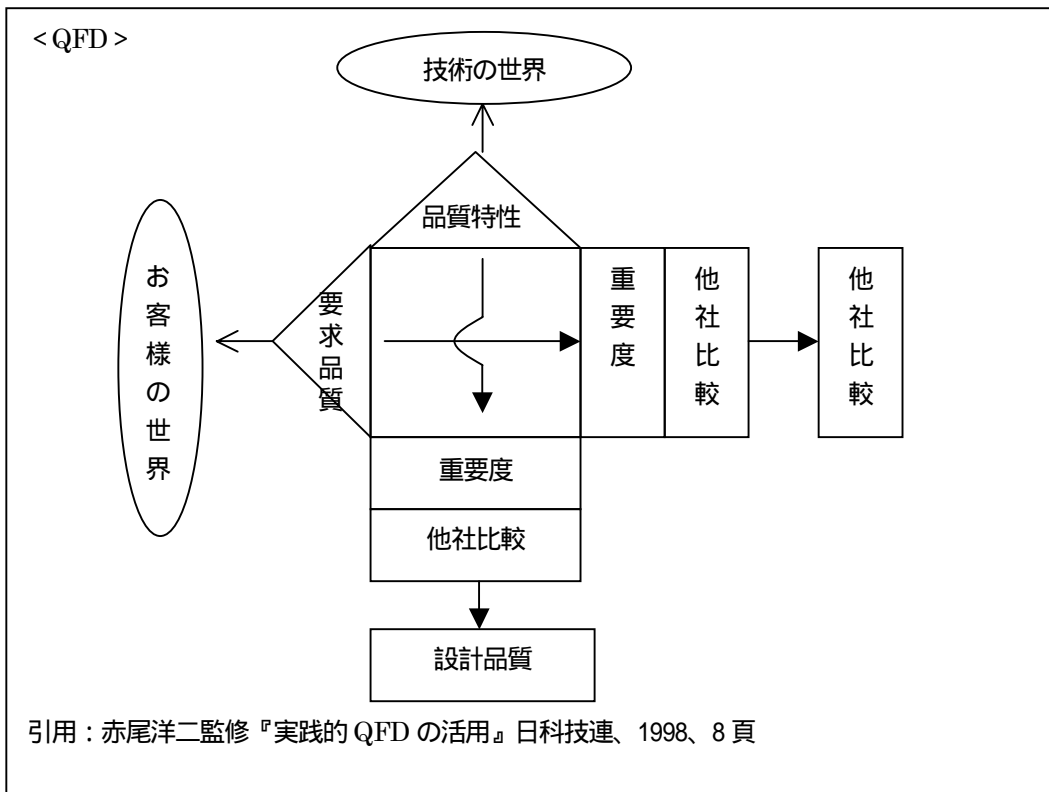 ＜QFD＞
技術の世界
品質特性
お客様の世界
要求品質
重要度
他社比較
他社比較
重要度
他社比較
設計品質
引用：赤尾洋二監修『実践的 QFD の活用』日科技連、1998、8 頁